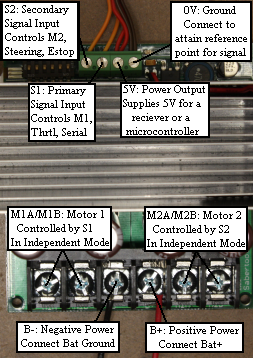 S2: Secondary
Signal Input
Controls M2,
Steering, Estop
0V: Ground
Connect to
attain reference
point for signal
S1: Primary
Signal Input
Controls M1,
Thrtl, Serial
5V: Power Output
Supplies 5V for a
reciever or a
microcontroller
M1A/M1B: Motor 1
Controlled by S1
In Independent Mode
M2A/M2B: Motor 2
Controlled by S2
In Independent Mode
B-: Negative Power
Connect Bat Ground
B+: Positive Power
Connect Bat+